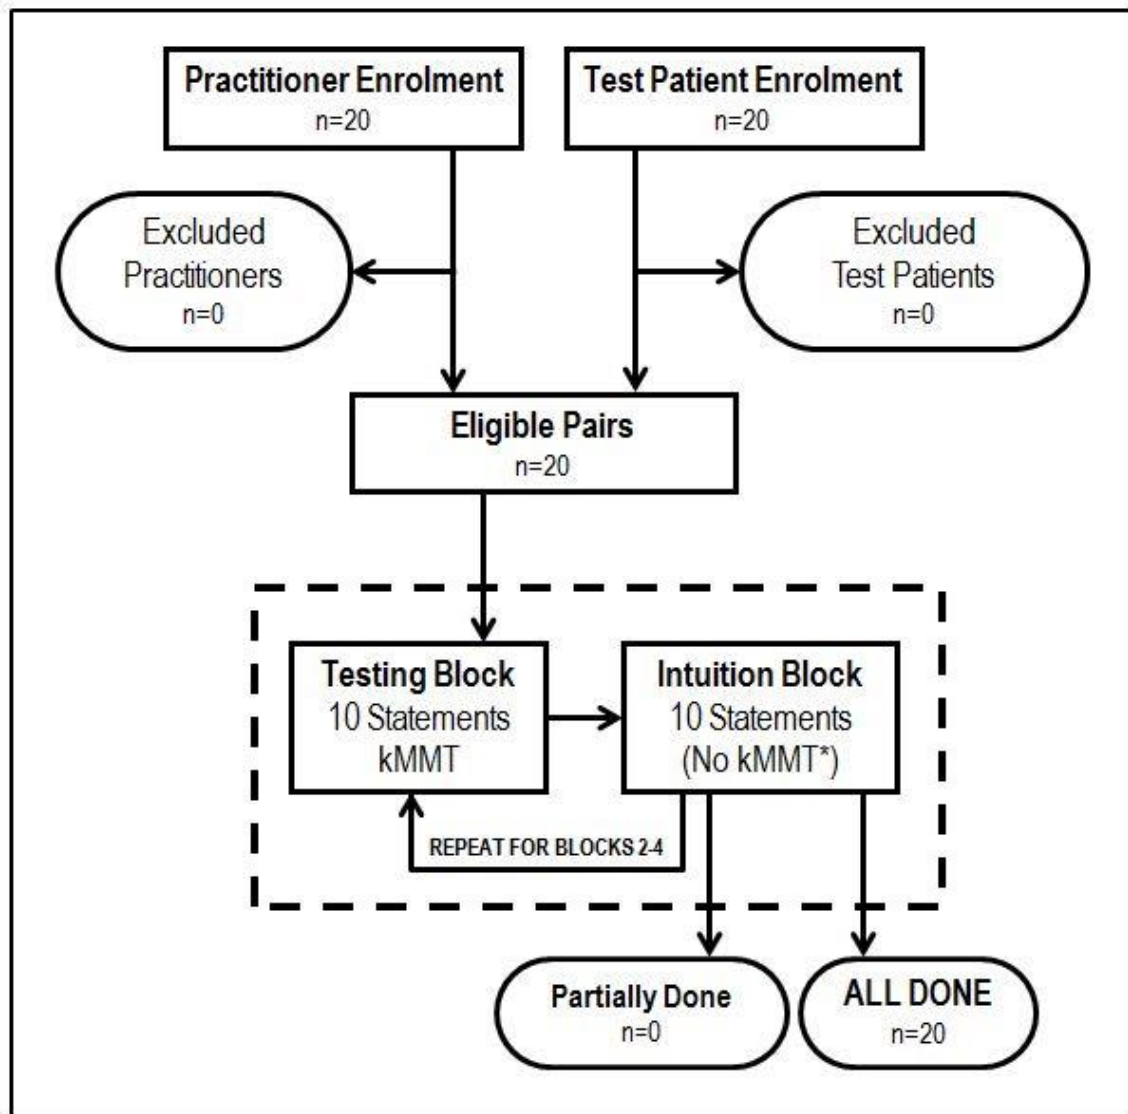 Practitioner Enrolment
n=20
Test Patient Enrolment
n=20
Excluded
Practitioners
n=0
Excluded
Test Patients
n=0
Eligible Pairs
n=20
Testing Block
10 Statements
kMMT
Intuition Block
10 Statements
(No kMMT*)
REPEAT FOR BLOCKS 2-4
Partially Done
n=0
ALL DONE
n=20